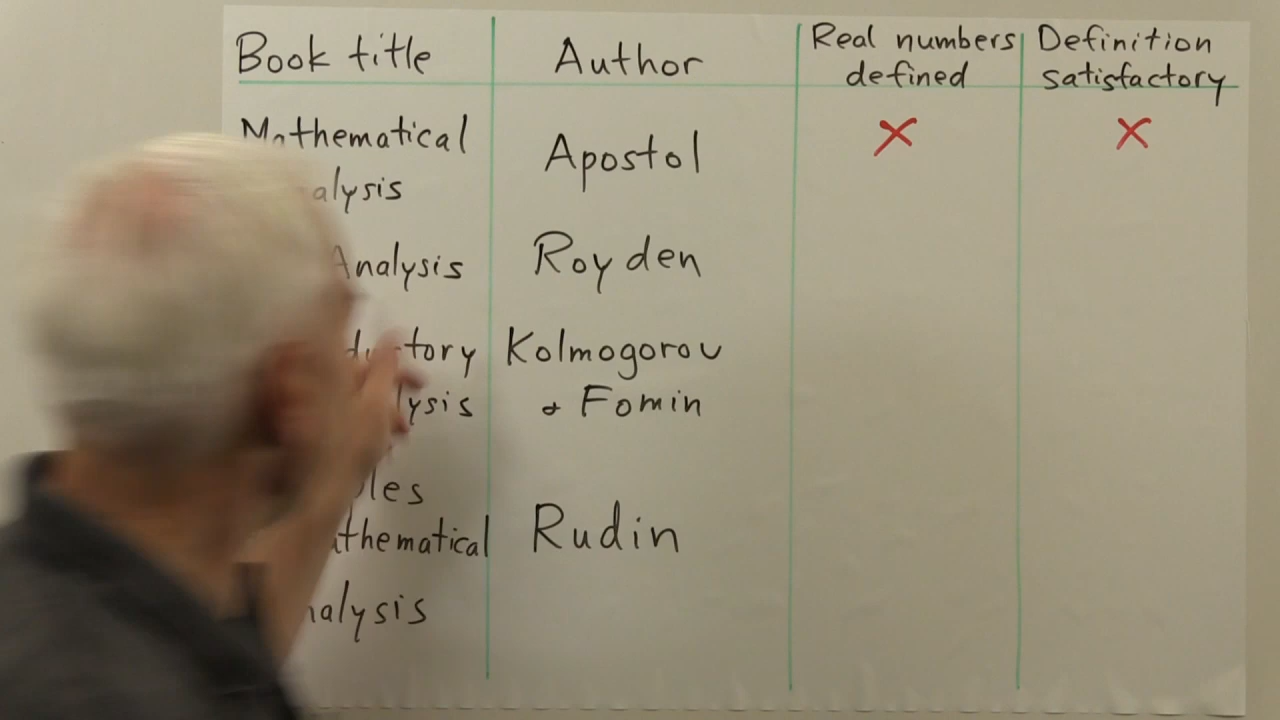 Book title
Author
Real numbers
defined
Definition
satisfactory
Mathematical
alysis
Apostol
Analysis
Royden
tory
lysis
Kolmogorov
& Fomin
les
thematical
alysis
Rudin